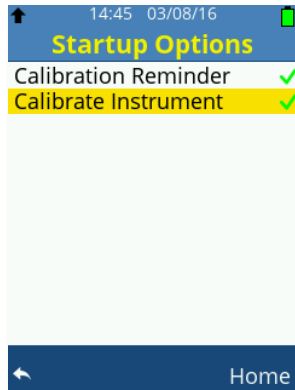 14:45 03/08/16
Startup Options
Calibration Reminder
Calibrate Instrument
Home